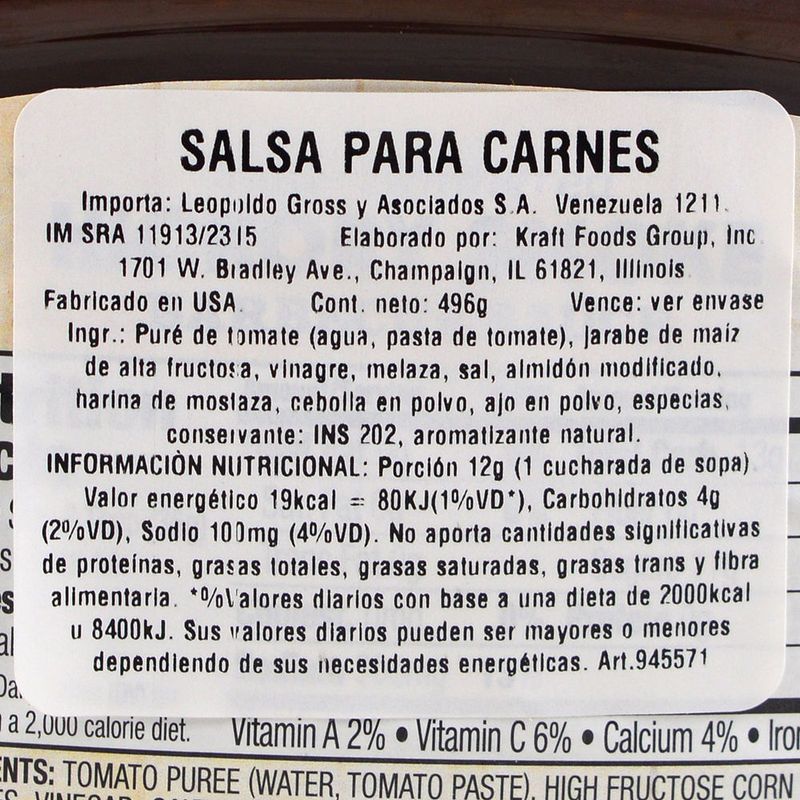 SALSA PARA CARNES
Importa: Leopoldo Gross y Asociados S.A. Venezuela 1211.
IM SRA 11913/2315 Elaborado por: Kraft Foods Group, Inc
1701 W. Bradley Ave., Champaign, IL 61821, Illinois
Fabricado en USA Cont. neto: 496g Vence: ver envase
Ingr.: Puré de tomate (agua, pasta de tomate), jarabe de maíz
de alta fructosa, vinagre, melaza, sal, almidón modificado,
harina de mostaza, cebolla en polvo, ajo en polvo, especias,
conservante: INS 202, aromatizante natural.
INFORMACIÒN NUTRICIONAL: Porción 12g (1 cucharada de sopa)
Valor energético 19kcal = 80KJ(1%VD*), Carbohidratos 4g
(2%VD), Sodio 100mg (4%VD). No aporta cantidades significativas
de proteínas, grasas totales, grasas saturadas, grasas trans y fibra
alimentaria. *%Valores diarios con base a una dieta de 2000kcal
u 8400kJ. Sus valores diarios pueden ser mayores o menores
dependiendo de sus necesidades energéticas. Art.945571
a 2,000 calorie diet. Vitamin A 2% • Vitamin C 6% • Calcium 4% • Iron
ENTS: TOMATO PUREE (WATER, TOMATO PASTE), HIGH FRUCTOSE CORN